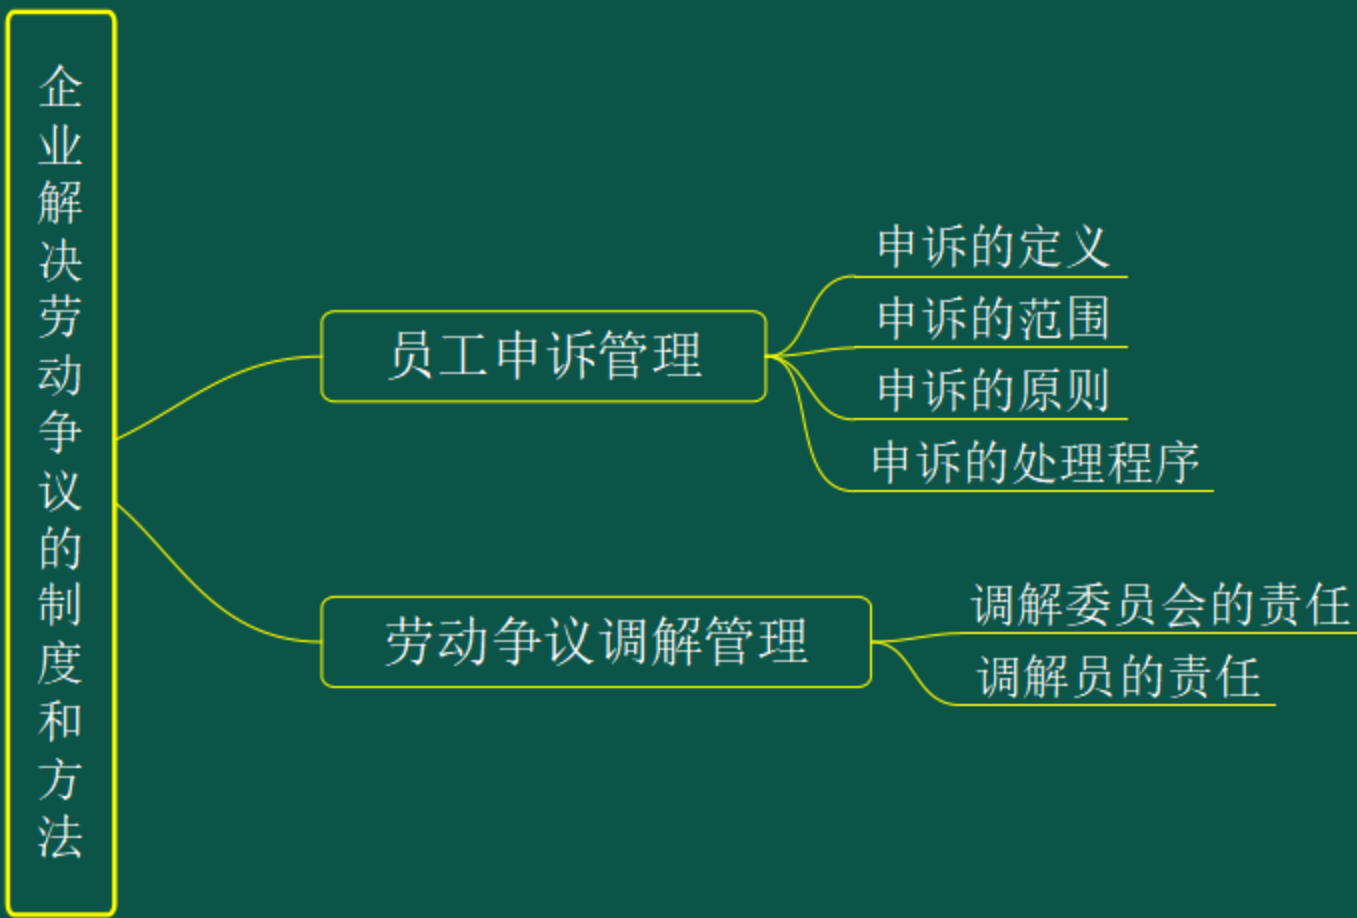 企业解决劳动争议的制度和方法
员工申诉管理
申诉的定义
申诉的范围
申诉的原则
申诉的处理程序
劳动争议调解管理
调解委员会的责任
调解员的责任